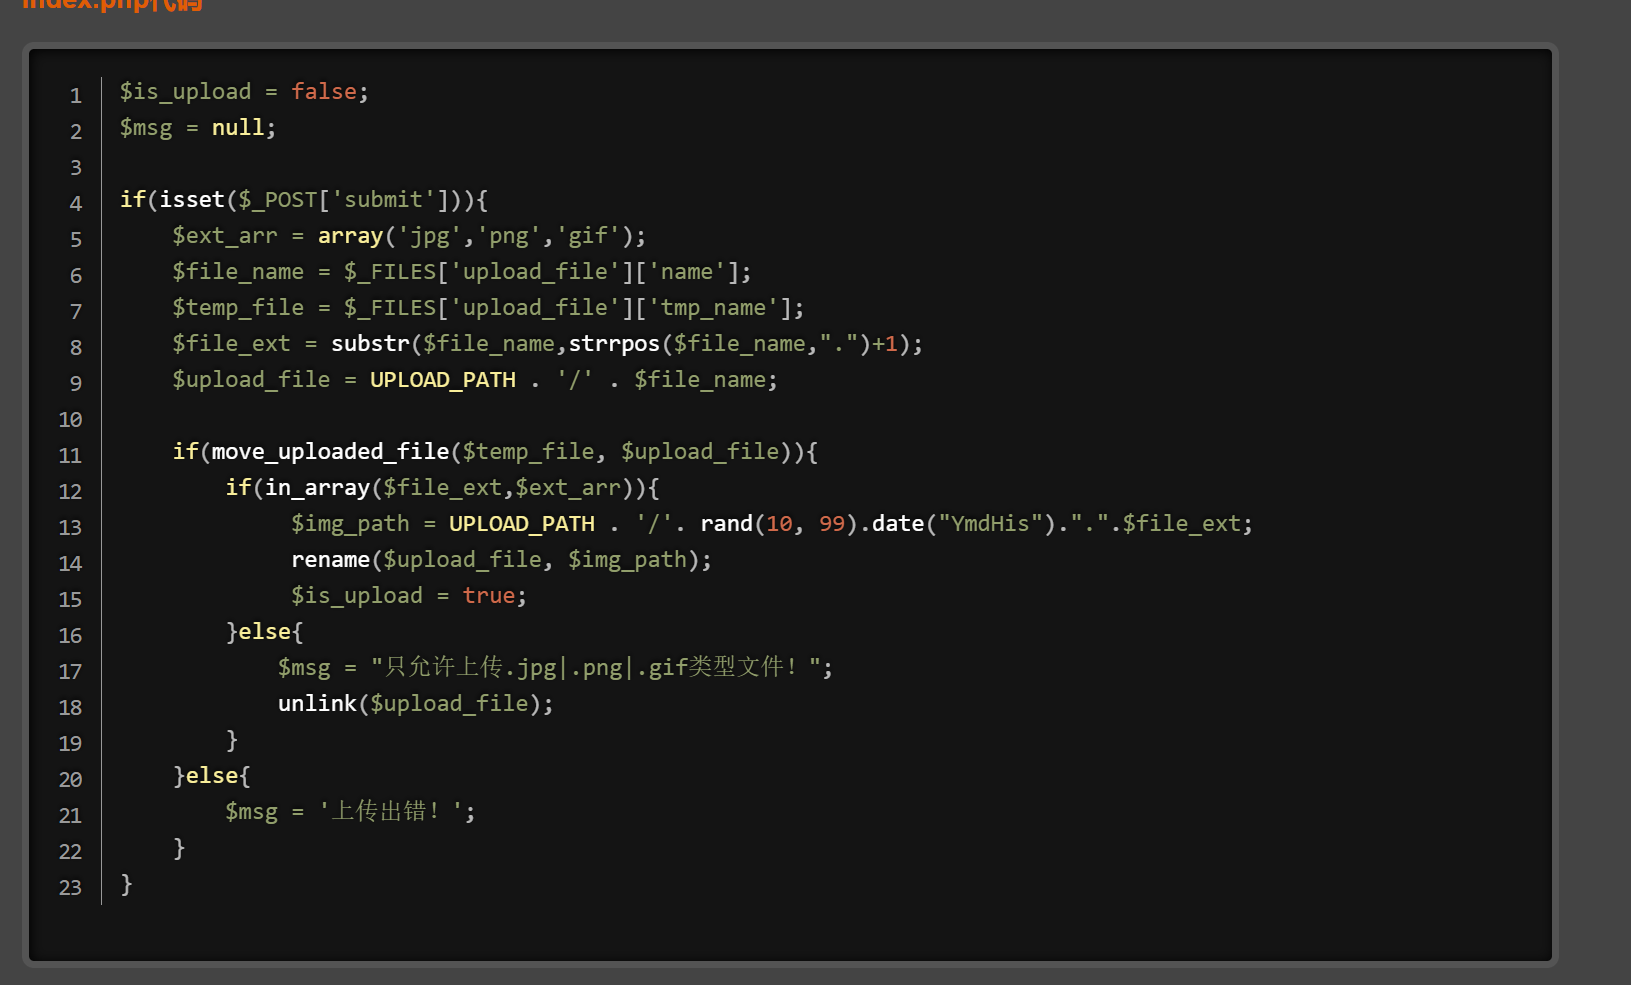 index.php代码
1 $is_upload = false;
2 $msg = null;
3
4 if(isset($_POST['submit'])){
5     $ext_arr = array('jpg','png','gif');
6     $file_name = $_FILES['upload_file']['name'];
7     $temp_file = $_FILES['upload_file']['tmp_name'];
8     $file_ext = substr($file_name,strrpos($file_name,".")+1);
9     $upload_file = UPLOAD_PATH . '/' . $file_name;
10
11     if(move_uploaded_file($temp_file, $upload_file)){
12         if(in_array($file_ext,$ext_arr)){
13              $img_path = UPLOAD_PATH . '/'. rand(10, 99).date("YmdHis").".".$file_ext;
14              rename($upload_file, $img_path);
15              $is_upload = true;
16         }else{
17             $msg = "只允许上传.jpg|.png|.gif类型文件！";
18             unlink($upload_file);
19         }
20     }else{
21         $msg = '上传出错！';
22     }
23 }